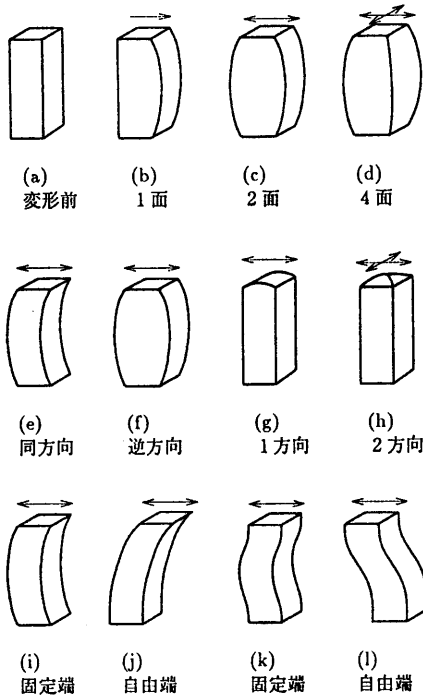 (a) (b) (c) (d)
変形前 1面 2面 4面
(e) (f) (g) (h)
同方向 逆方向 1方向 2方向
(i) (j) (k) (l)
固定端 自由端 固定端 自由端